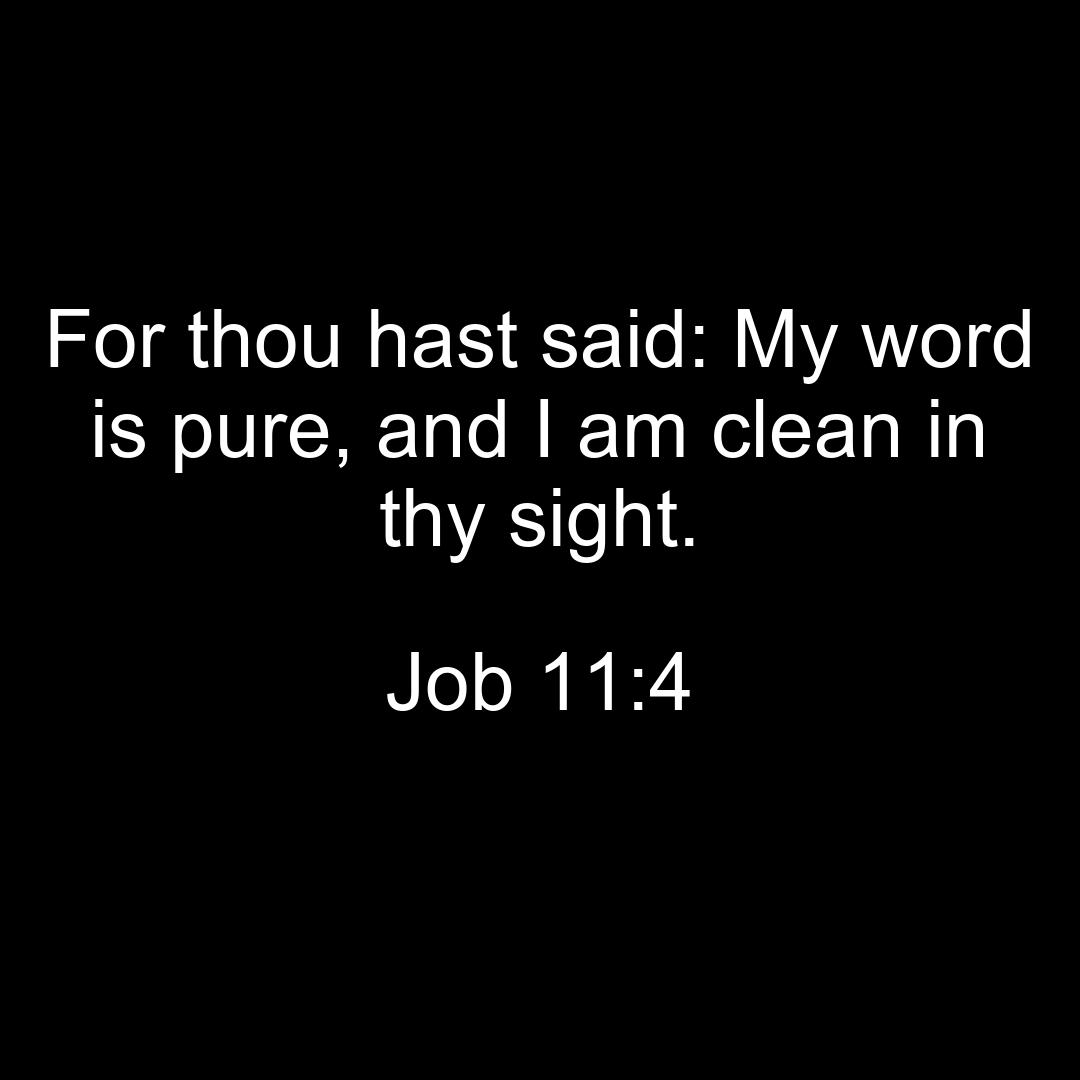 For thou hast said: My word
is pure, and I am clean in
thy sight.
Job 11:4